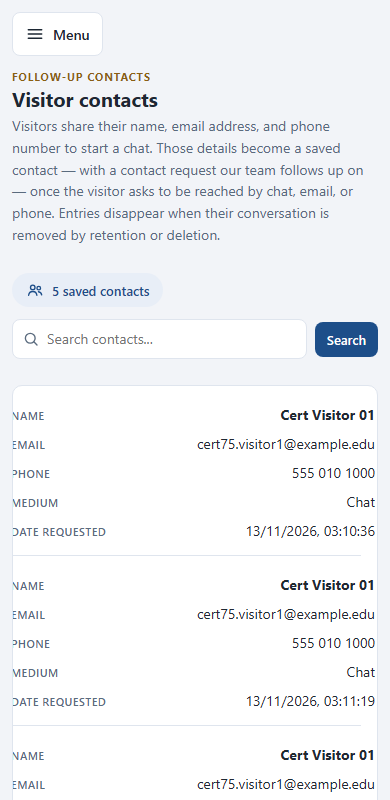 Menu
FOLLOW-UP CONTACTS
Visitor contacts
Visitors share their name, email address, and phone
number to start a chat. Those details become a saved
contact — with a contact request our team follows up on
— once the visitor asks to be reached by chat, email, or
phone. Entries disappear when their conversation is
removed by retention or deletion.
5 saved contacts
Search contacts... Search
NAME Cert Visitor 01
EMAIL cert75.visitor1@example.edu
PHONE 555 010 1000
MEDIUM Chat
DATE REQUESTED 13/11/2026, 03:10:36
NAME Cert Visitor 01
EMAIL cert75.visitor1@example.edu
PHONE 555 010 1000
MEDIUM Chat
DATE REQUESTED 13/11/2026, 03:11:19
NAME Cert Visitor 01
EMAIL cert75.visitor1@example.edu